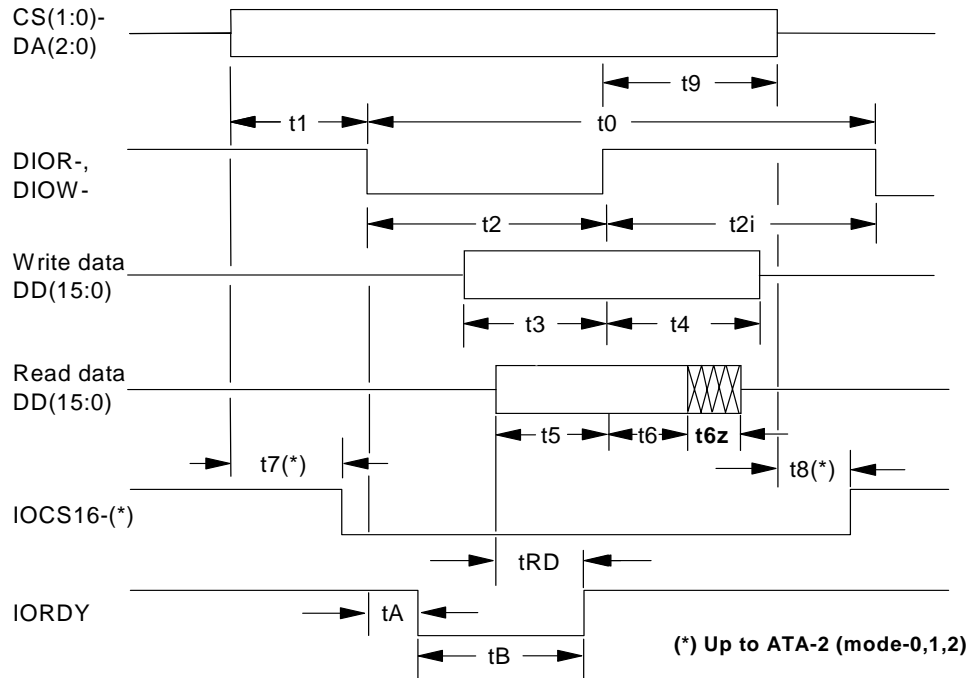 CS(1:0)-
DA(2:0)
t9
t1
t0
DIOR-,
DIOW-
t2
t2i
Write data
DD(15:0)
t3
t4
Read data
DD(15:0)
t5
t6
t6z
t7(*)
t8(*)
IOCS16-(*)
tRD
IORDY
tA
tB
(*) Up to ATA-2 (mode-0,1,2)